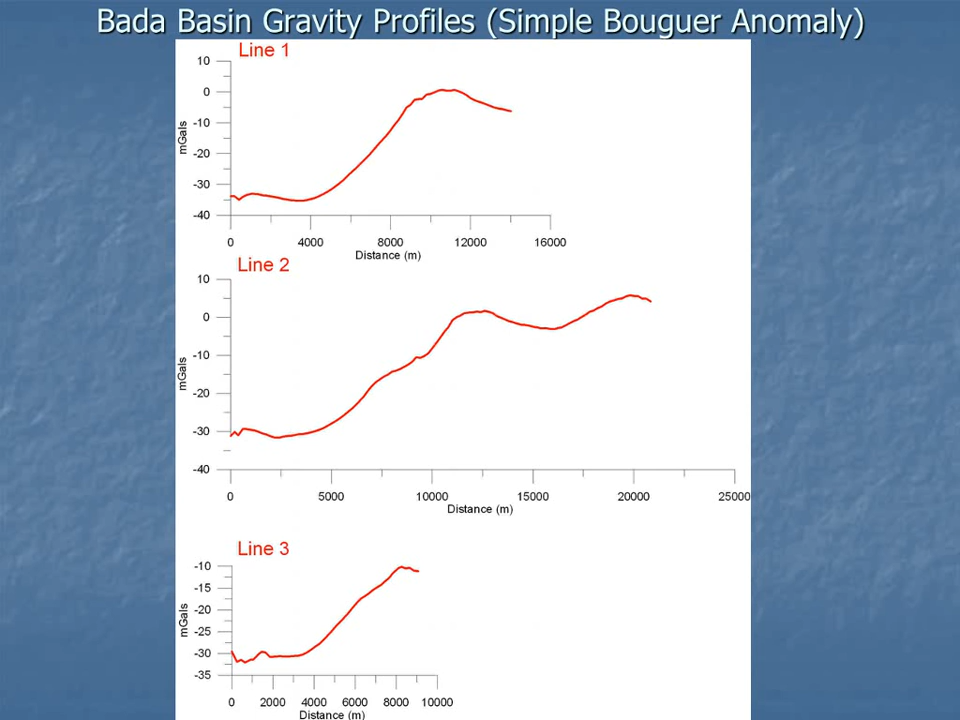 Bada Basin Gravity Profiles (Simple Bouguer Anomaly)
Line 1
10
0
-10
-20
-30
-40
mGals
0 4000 8000 12000 16000
Distance (m)
Line 2
10
0
-10
-20
-30
-40
mGals
0 5000 10000 15000 20000 25000
Distance (m)
Line 3
-10
-15
-20
-25
-30
-35
mGals
0 2000 4000 6000 8000 10000
Distance (m)